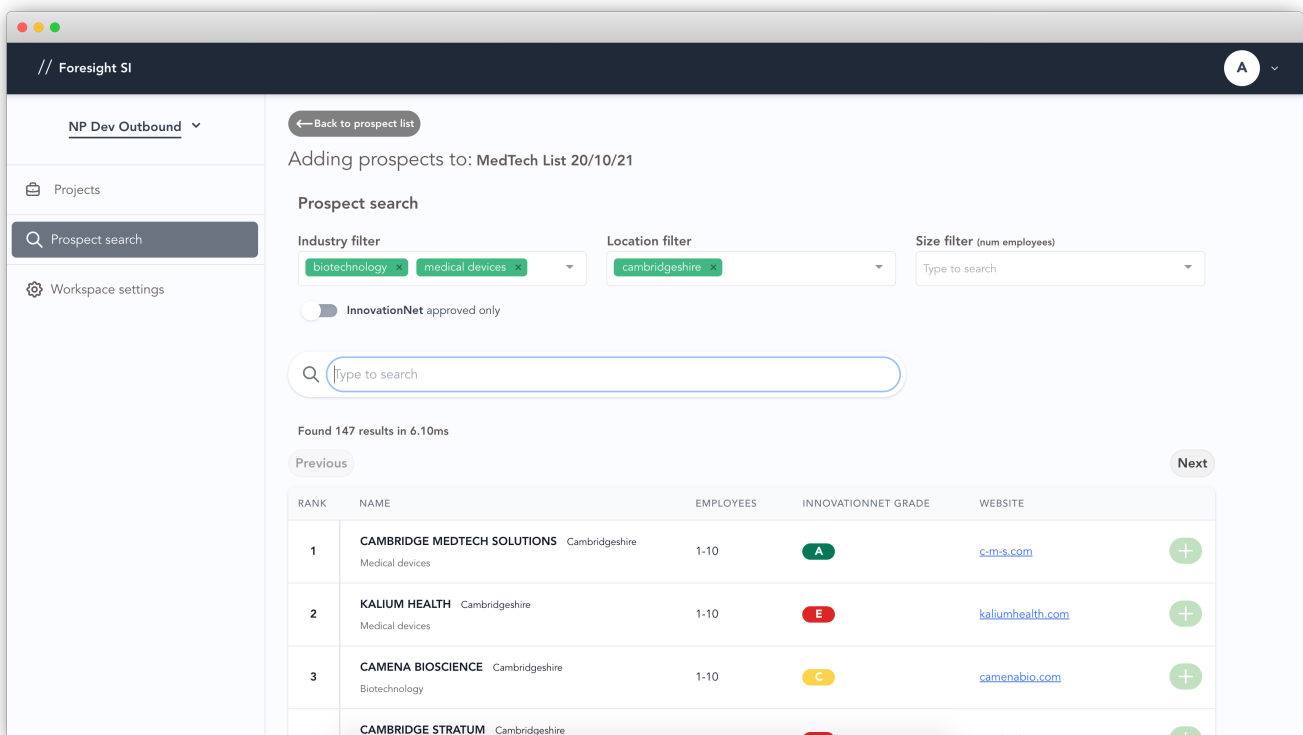 // Foresight SI
A
NP Dev Outbound
Projects
Prospect search
Workspace settings
Back to prospect list
Adding prospects to: MedTech List 20/10/21
Prospect search
Industry filter
biotechnology × medical devices ×
Location filter
cambridgeshire ×
Size filter (num employees)
Type to search
InnovationNet approved only
Type to search
Found 147 results in 6.10ms
Previous
Next
RANK NAME EMPLOYEES INNOVATIONNET GRADE WEBSITE
1 CAMBRIDGE MEDTECH SOLUTIONS Cambridgeshire 1-10 A c-m-s.com
Medical devices
2 KALIUM HEALTH Cambridgeshire 1-10 E kaliumhealth.com
Medical devices
3 CAMENA BIOSCIENCE Cambridgeshire 1-10 C camenabio.com
Biotechnology
CAMBRIDGE STRATUM Cambridgeshire